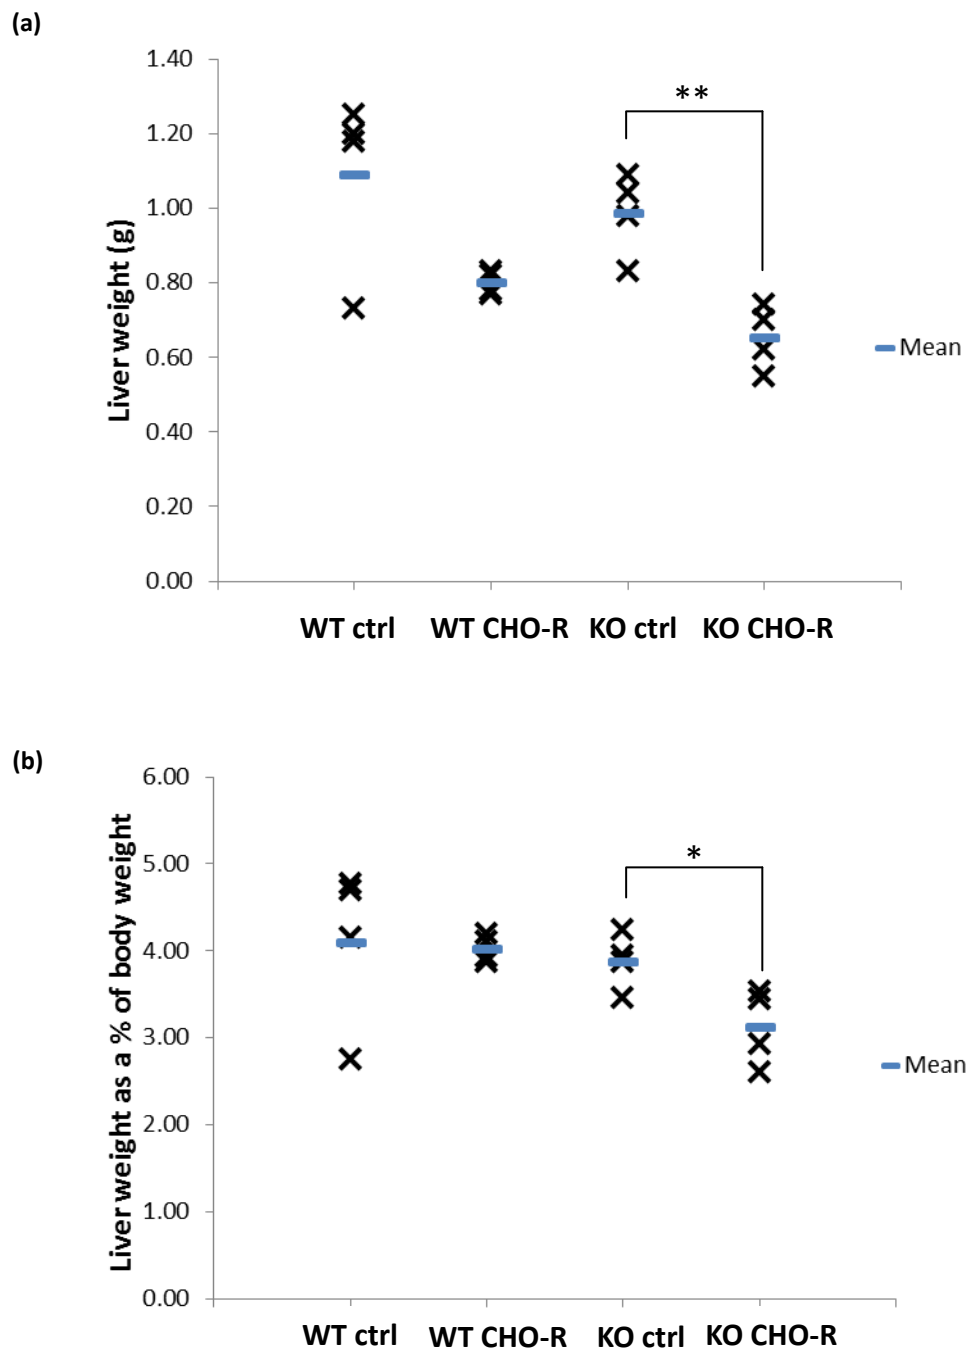 (a)
1.40
1.20
1.00
0.80
0.60
0.40
0.20
0.00
Liver weight (g)
**
Mean
WT ctrl WT CHO-R KO ctrl KO CHO-R
(b)
6.00
5.00
4.00
3.00
2.00
1.00
0.00
Liver weight as a % of body weight
*
Mean
WT ctrl WT CHO-R KO ctrl KO CHO-R